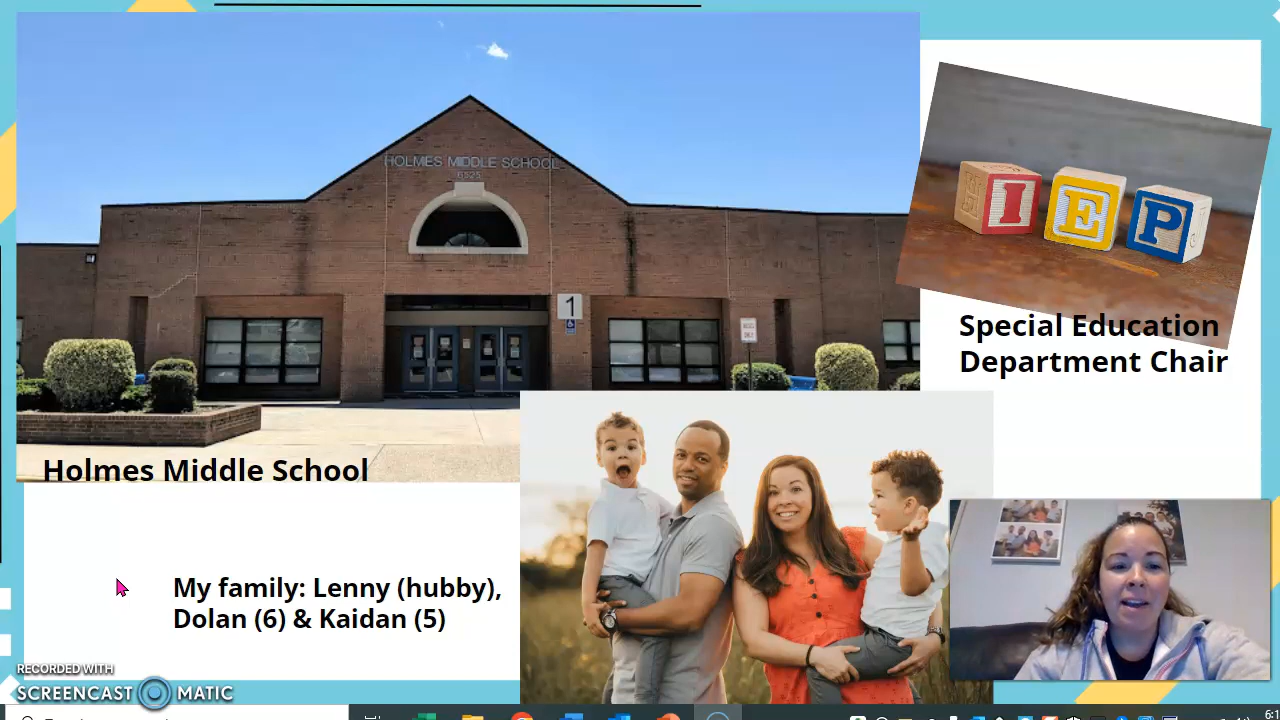 HOLMES MIDDLE SCHOOL
6525
1
I E P
Special Education
Department Chair
Holmes Middle School
My family: Lenny (hubby),
Dolan (6) & Kaidan (5)
RECORDED WITH
SCREENCAST MATIC